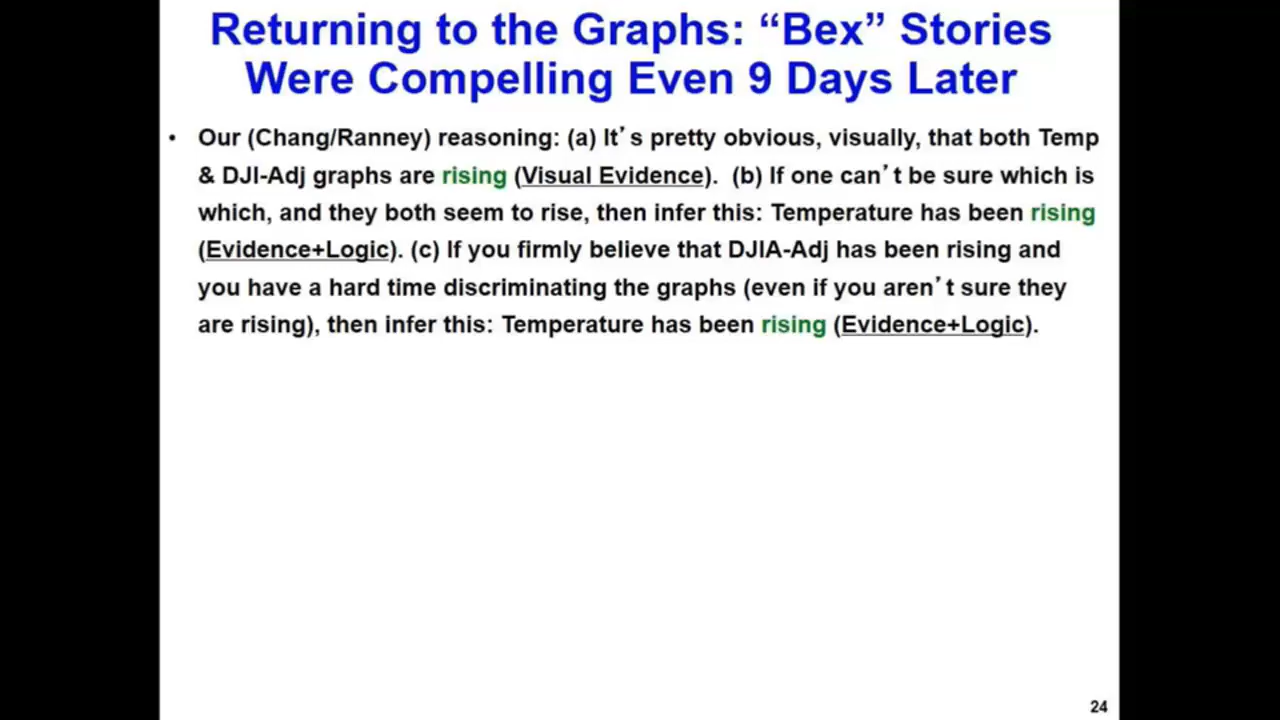 Returning to the Graphs: “Bex” Stories
Were Compelling Even 9 Days Later
• Our (Chang/Ranney) reasoning: (a) It’s pretty obvious, visually, that both Temp
& DJI-Adj graphs are rising (Visual Evidence). (b) If one can’t be sure which is
which, and they both seem to rise, then infer this: Temperature has been rising
(Evidence+Logic). (c) If you firmly believe that DJIA-Adj has been rising and
you have a hard time discriminating the graphs (even if you aren’t sure they
are rising), then infer this: Temperature has been rising (Evidence+Logic).
24